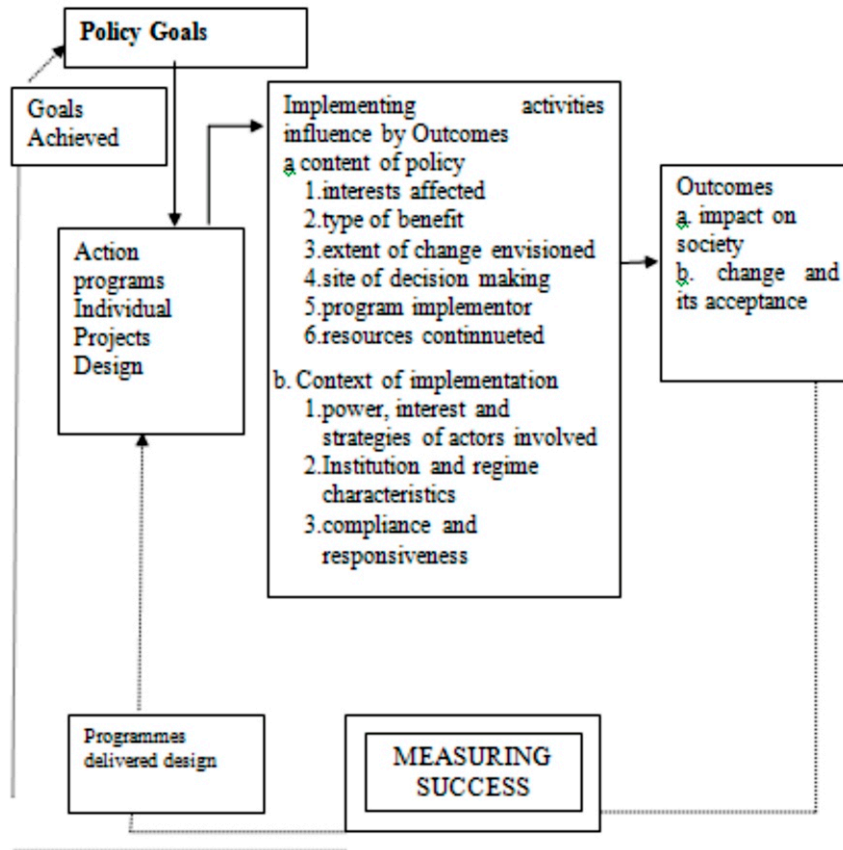 Policy Goals
Goals
Achieved
Action
programs
Individual
Projects
Design
Implementing activities
influence by Outcomes
a content of policy
1.interests affected
2.type of benefit
3.extent of change envisioned
4.site of decision making
5.program implementor
6.resources continnueted
b. Context of implementation
1.power, interest and
strategies of actors involved
2.Institution and regime
characteristics
3.compliance and
responsiveness
Outcomes
a. impact on
society
b. change and
its acceptance
Programmes
delivered design
MEASURING
SUCCESS